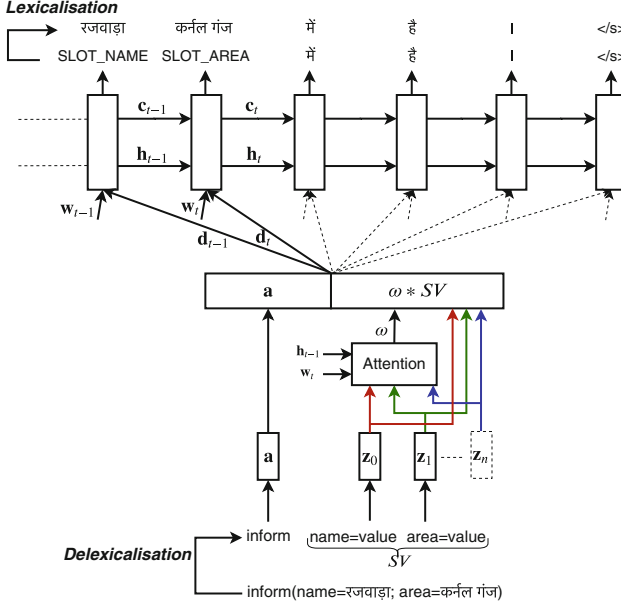 Lexicalisation
रजवाड़ा कर्नल गंज में है । </s>
SLOT_NAME SLOT_AREA में है । </s>
c_{t-1} c_t
h_{t-1} h_t
w_{t-1} w_t
d_{t-1} d_t
a ω * SV
ω
h_{t-1} Attention
w_t
a z_0 z_1 z_n
inform name=value area=value
Delexicalisation SV
inform(name=रजवाड़ा; area=कर्नल गंज)